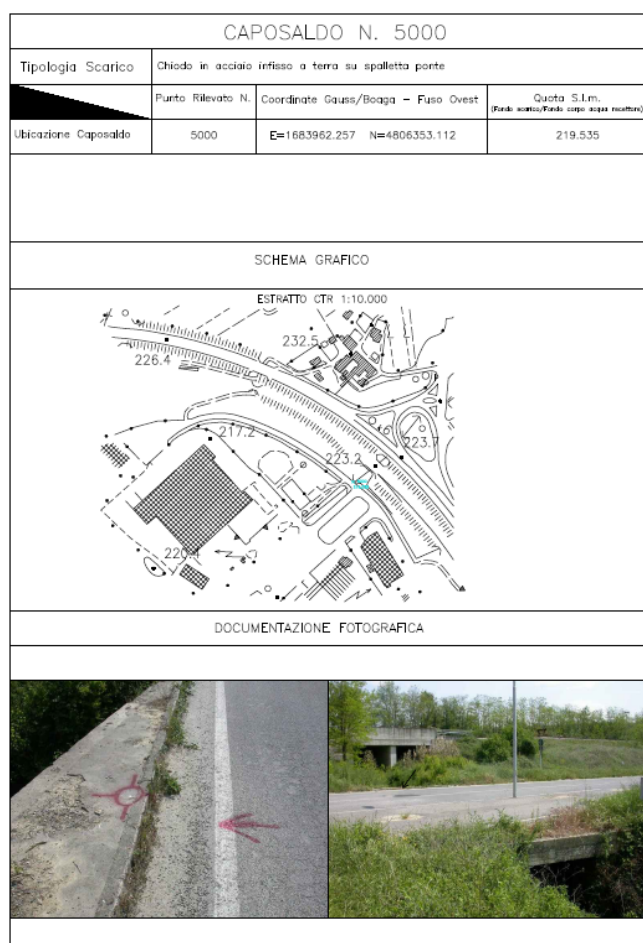 CAPOSALDO N. 5000
Tipologia Scarico
Chiodo in acciaio infisso a terra su spalletta ponte
Punto Rilevato N.
Coordinate Gauss/Boaga - Fuso Ovest
Quota S.l.m.
(Fondo scarico/Fondo corpo acqua recettore)
Ubicazione Caposaldo
5000
E=1683962.257 N=4806353.112
219.535
SCHEMA GRAFICO
ESTRATTO CTR 1:10.000
232.5
226.4
217.2
223.7
223.2
220.4
DOCUMENTAZIONE FOTOGRAFICA